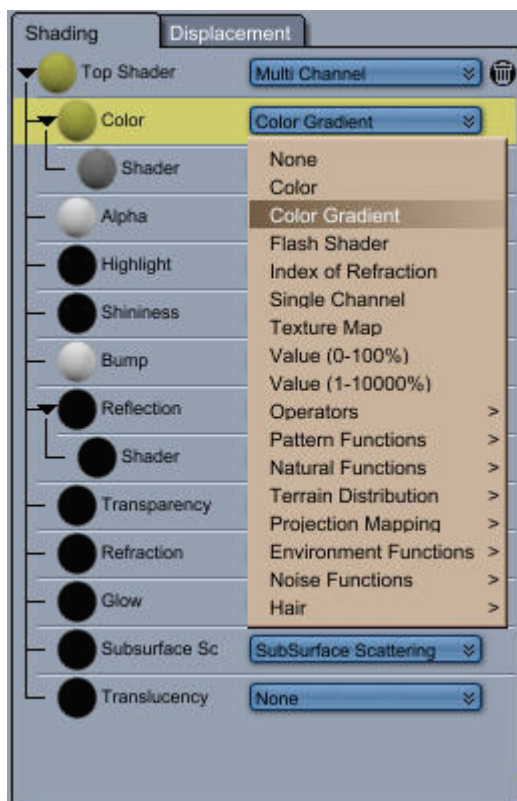 Shading Displacement
Top Shader Multi Channel
Color Color Gradient
Shader
Alpha
Highlight
Shininess
Bump
Reflection
Shader
Transparency
Refraction
Glow
Subsurface Sc SubSurface Scattering
Translucency None
None
Color
Color Gradient
Flash Shader
Index of Refraction
Single Channel
Texture Map
Value (0-100%)
Value (1-10000%)
Operators >
Pattern Functions >
Natural Functions >
Terrain Distribution >
Projection Mapping >
Environment Functions >
Noise Functions >
Hair >